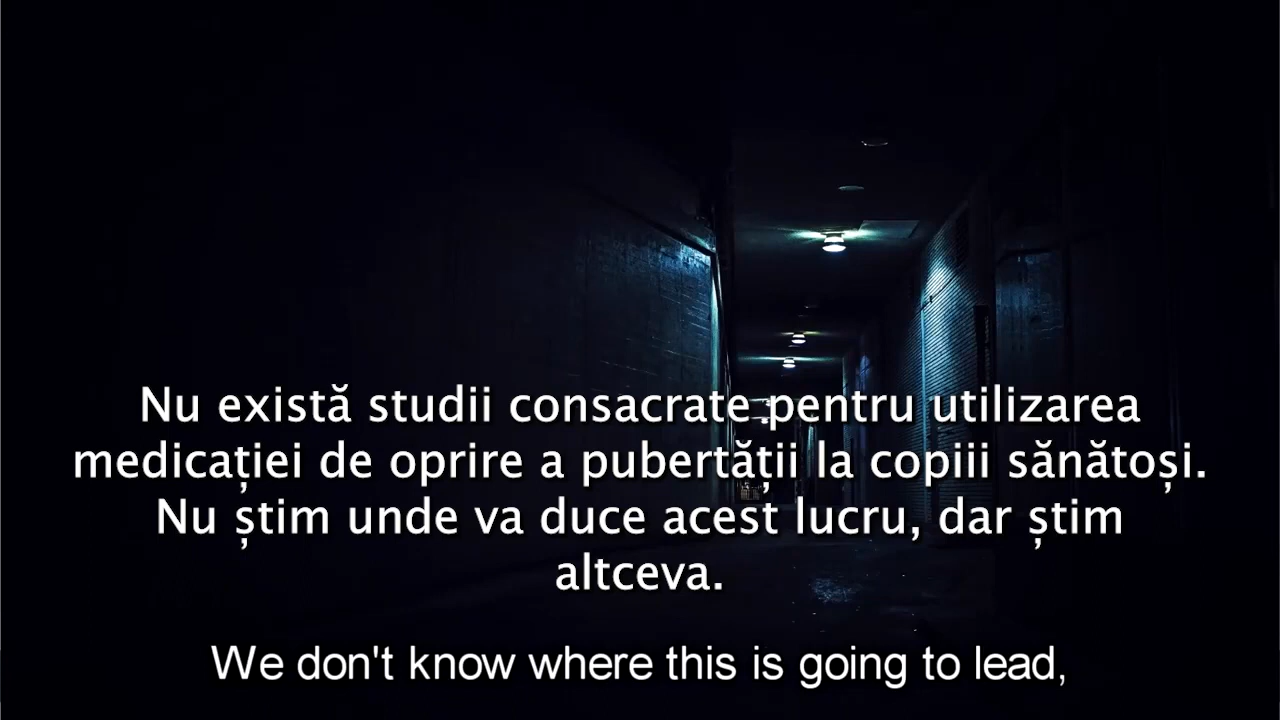 Nu există studii consacrate pentru utilizarea
medicației de oprire a pubertății la copiii sănătoși.
Nu știm unde va duce acest lucru, dar știm
altceva.
We don't know where this is going to lead,